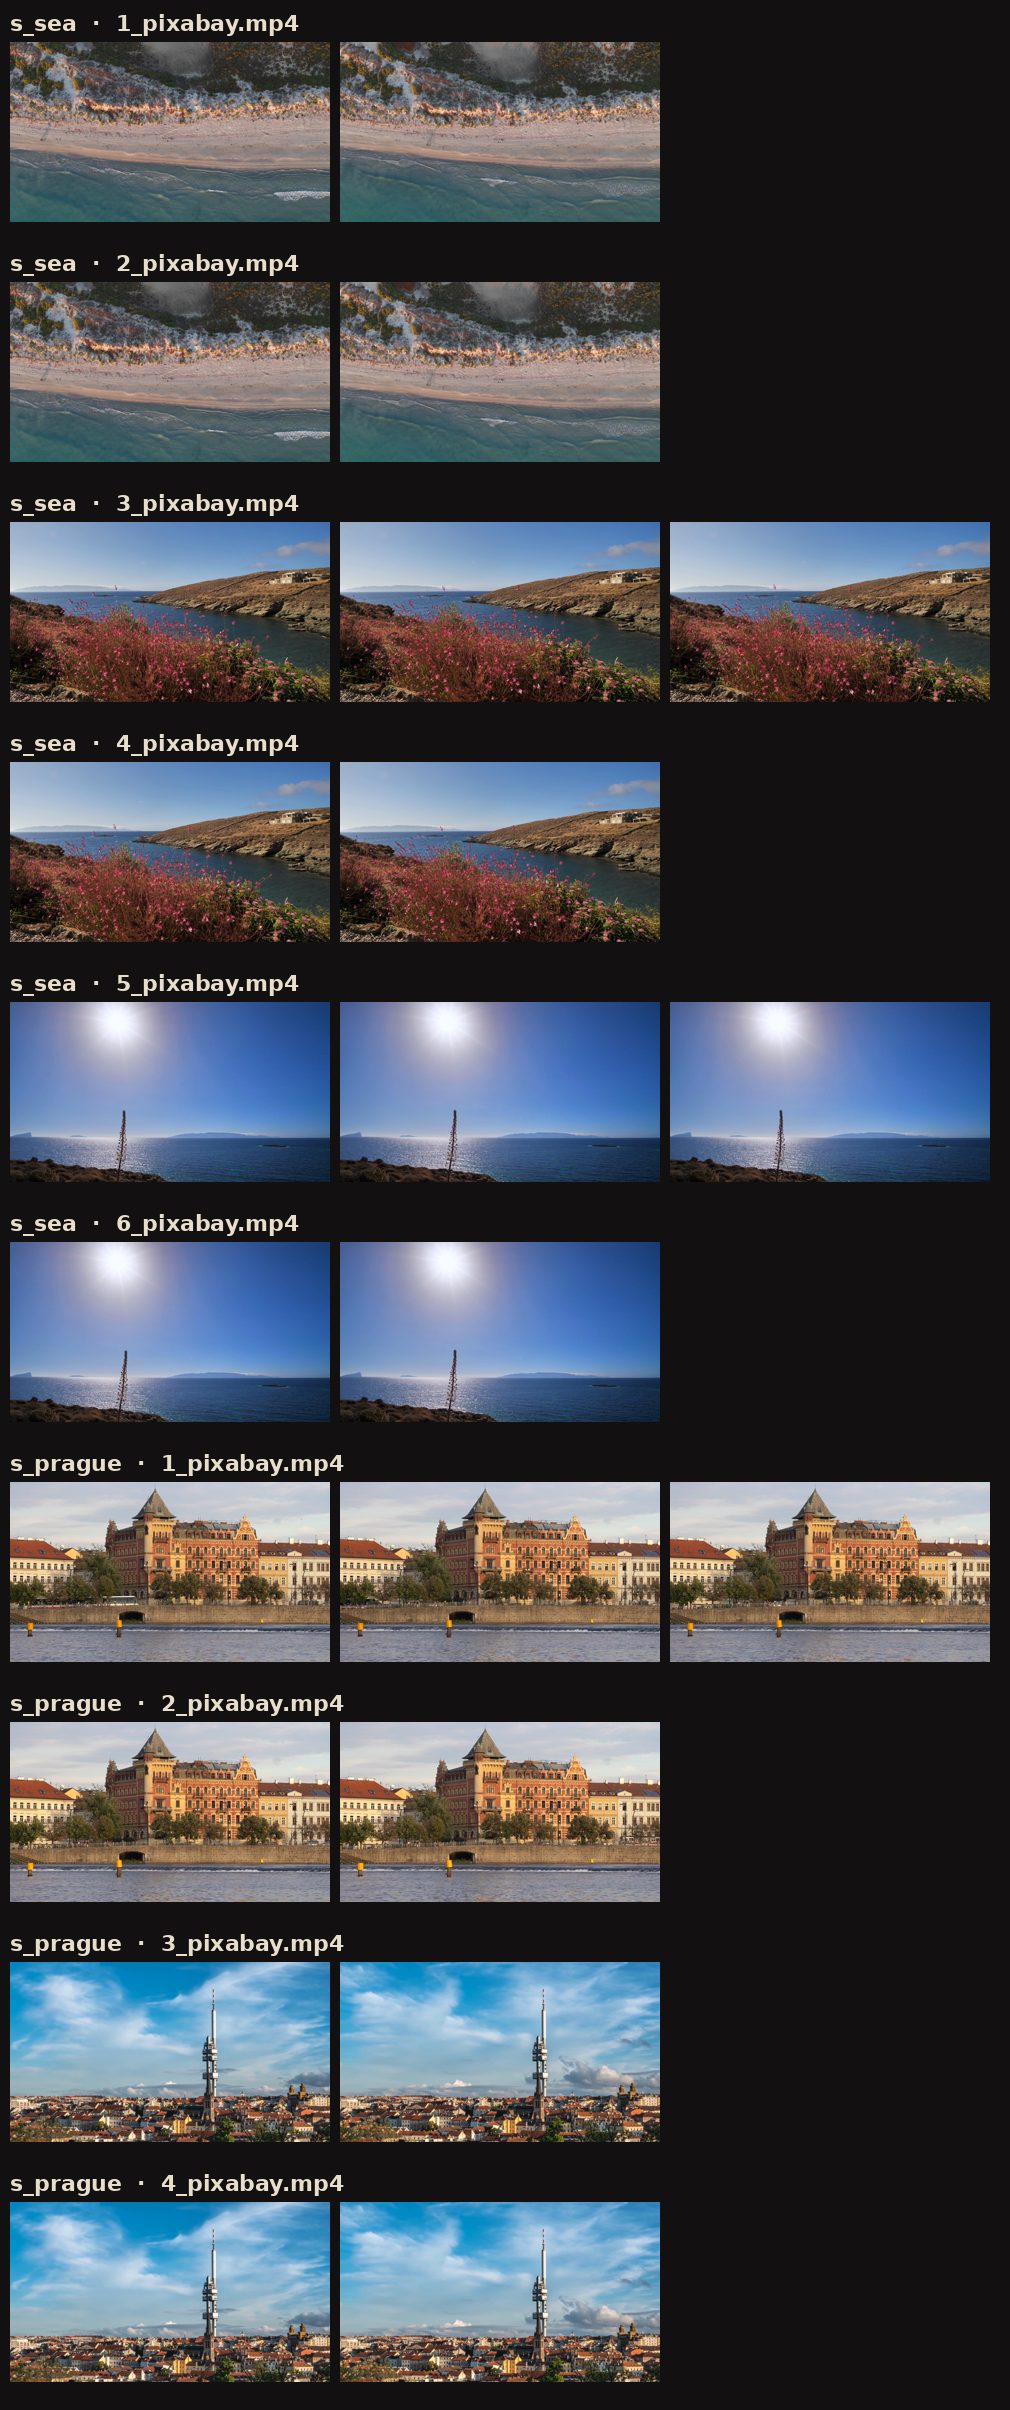 s_sea · 1_pixabay.mp4
s_sea · 2_pixabay.mp4
s_sea · 3_pixabay.mp4
s_sea · 4_pixabay.mp4
s_sea · 5_pixabay.mp4
s_sea · 6_pixabay.mp4
s_prague · 1_pixabay.mp4
s_prague · 2_pixabay.mp4
s_prague · 3_pixabay.mp4
s_prague · 4_pixabay.mp4